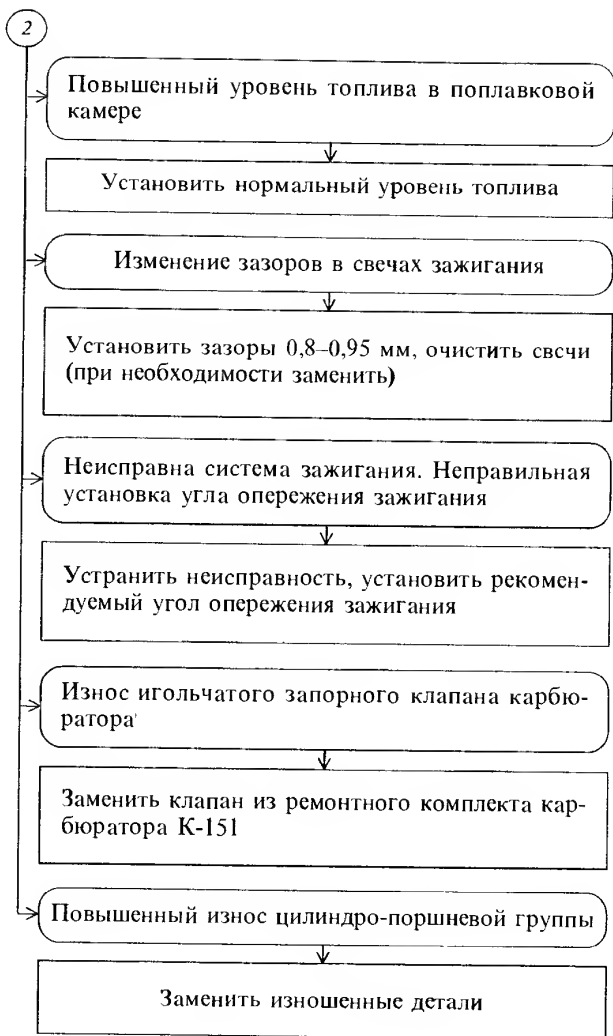 2
Повышенный уровень топлива в поплавковой
камере
Установить нормальный уровень топлива
Изменение зазоров в свечах зажигания
Установить зазоры 0,8–0,95 мм, очистить свечи
(при необходимости заменить)
Неисправна система зажигания. Неправильная
установка угла опережения зажигания
Устранить неисправность, установить рекомен-
дуемый угол опережения зажигания
Износ игольчатого запорного клапана карбю-
ратора
Заменить клапан из ремонтного комплекта кар-
бюратора К-151
Повышенный износ цилиндро-поршневой группы
Заменить изношенные детали